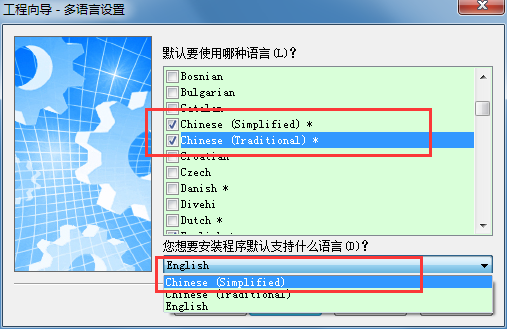 工程向导 - 多语言设置
默认要使用哪种语言(L)?
Bosnian
Bulgarian
Catalan
Chinese (Simplified) *
Chinese (Traditional) *
Croatian
Czech
Danish *
Divehi
Dutch *
您想要安装程序默认支持什么语言(D)?
English
Chinese (Simplified)
Chinese (Traditional)
English